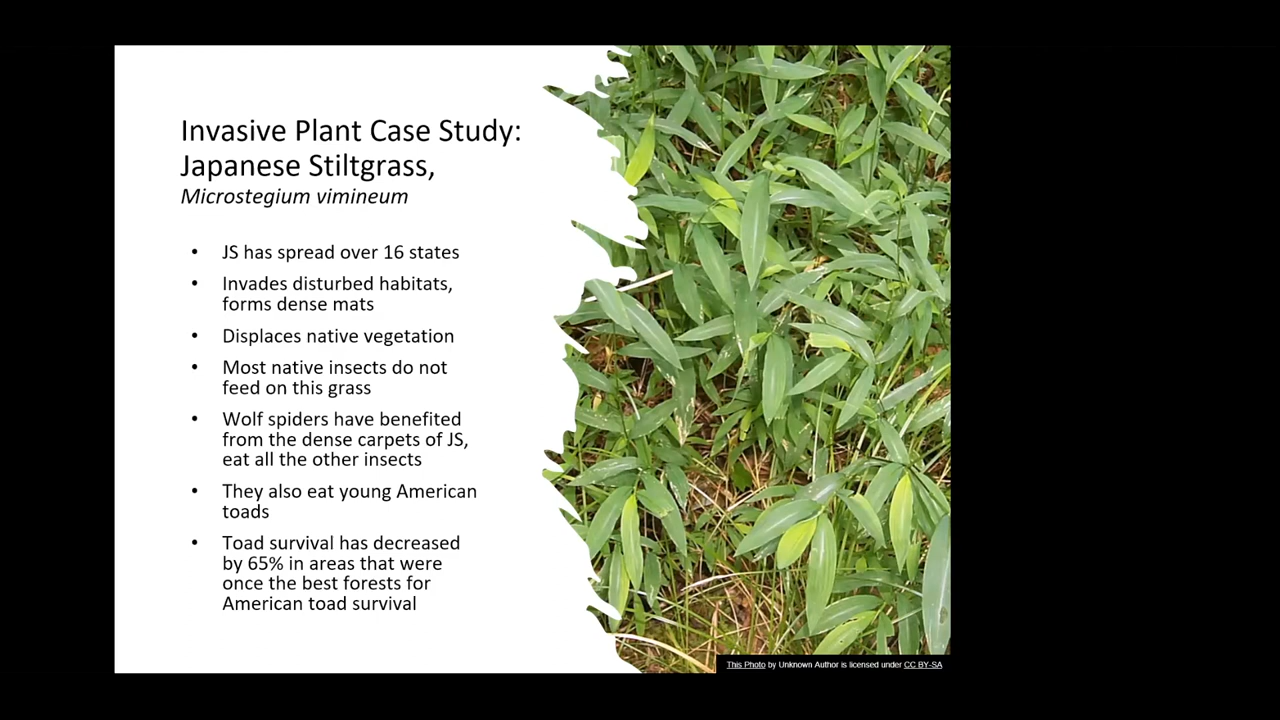 Invasive Plant Case Study:
Japanese Stiltgrass,
Microstegium vimineum
• JS has spread over 16 states
• Invades disturbed habitats,
forms dense mats
• Displaces native vegetation
• Most native insects do not
feed on this grass
• Wolf spiders have benefited
from the dense carpets of JS,
eat all the other insects
• They also eat young American
toads
• Toad survival has decreased
by 65% in areas that were
once the best forests for
American toad survival
This Photo by Unknown Author is licensed under CC BY-SA